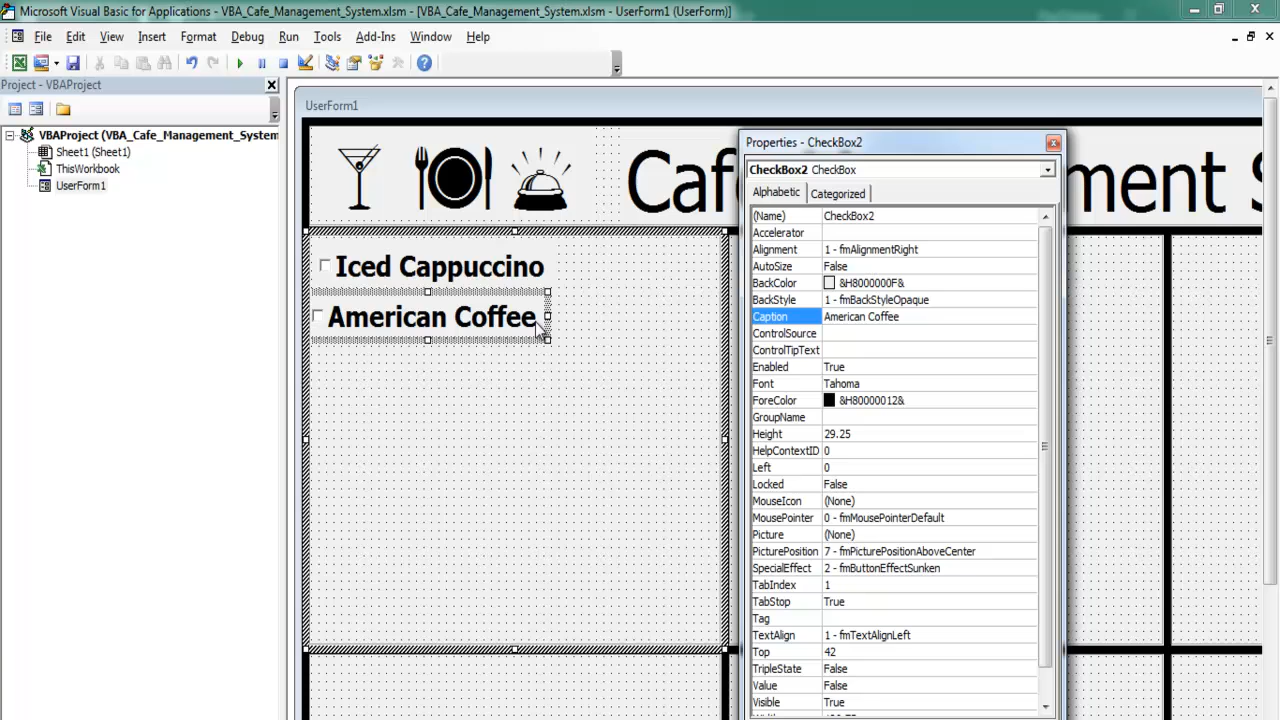 Microsoft Visual Basic for Applications - VBA_Cafe_Management_System.xlsm - [VBA_Cafe_Management_System.xlsm - UserForm1 (UserForm)]
File Edit View Insert Format Debug Run Tools Add-Ins Window Help
Project - VBAProject
VBAProject (VBA_Cafe_Management_System
Sheet1 (Sheet1)
ThisWorkbook
UserForm1
UserForm1
Caf
ment S
Iced Cappuccino
American Coffee
Properties - CheckBox2
CheckBox2 CheckBox
Alphabetic Categorized
(Name) CheckBox2
Accelerator
Alignment 1 - fmAlignmentRight
AutoSize False
BackColor &H8000000F&
BackStyle 1 - fmBackStyleOpaque
Caption American Coffee
ControlSource
ControlTipText
Enabled True
Font Tahoma
ForeColor &H80000012&
GroupName
Height 29.25
HelpContextID 0
Left 0
Locked False
MouseIcon (None)
MousePointer 0 - fmMousePointerDefault
Picture (None)
PicturePosition 7 - fmPicturePositionAboveCenter
SpecialEffect 2 - fmButtonEffectSunken
TabIndex 1
TabStop True
Tag
TextAlign 1 - fmTextAlignLeft
Top 42
TripleState False
Value False
Visible True